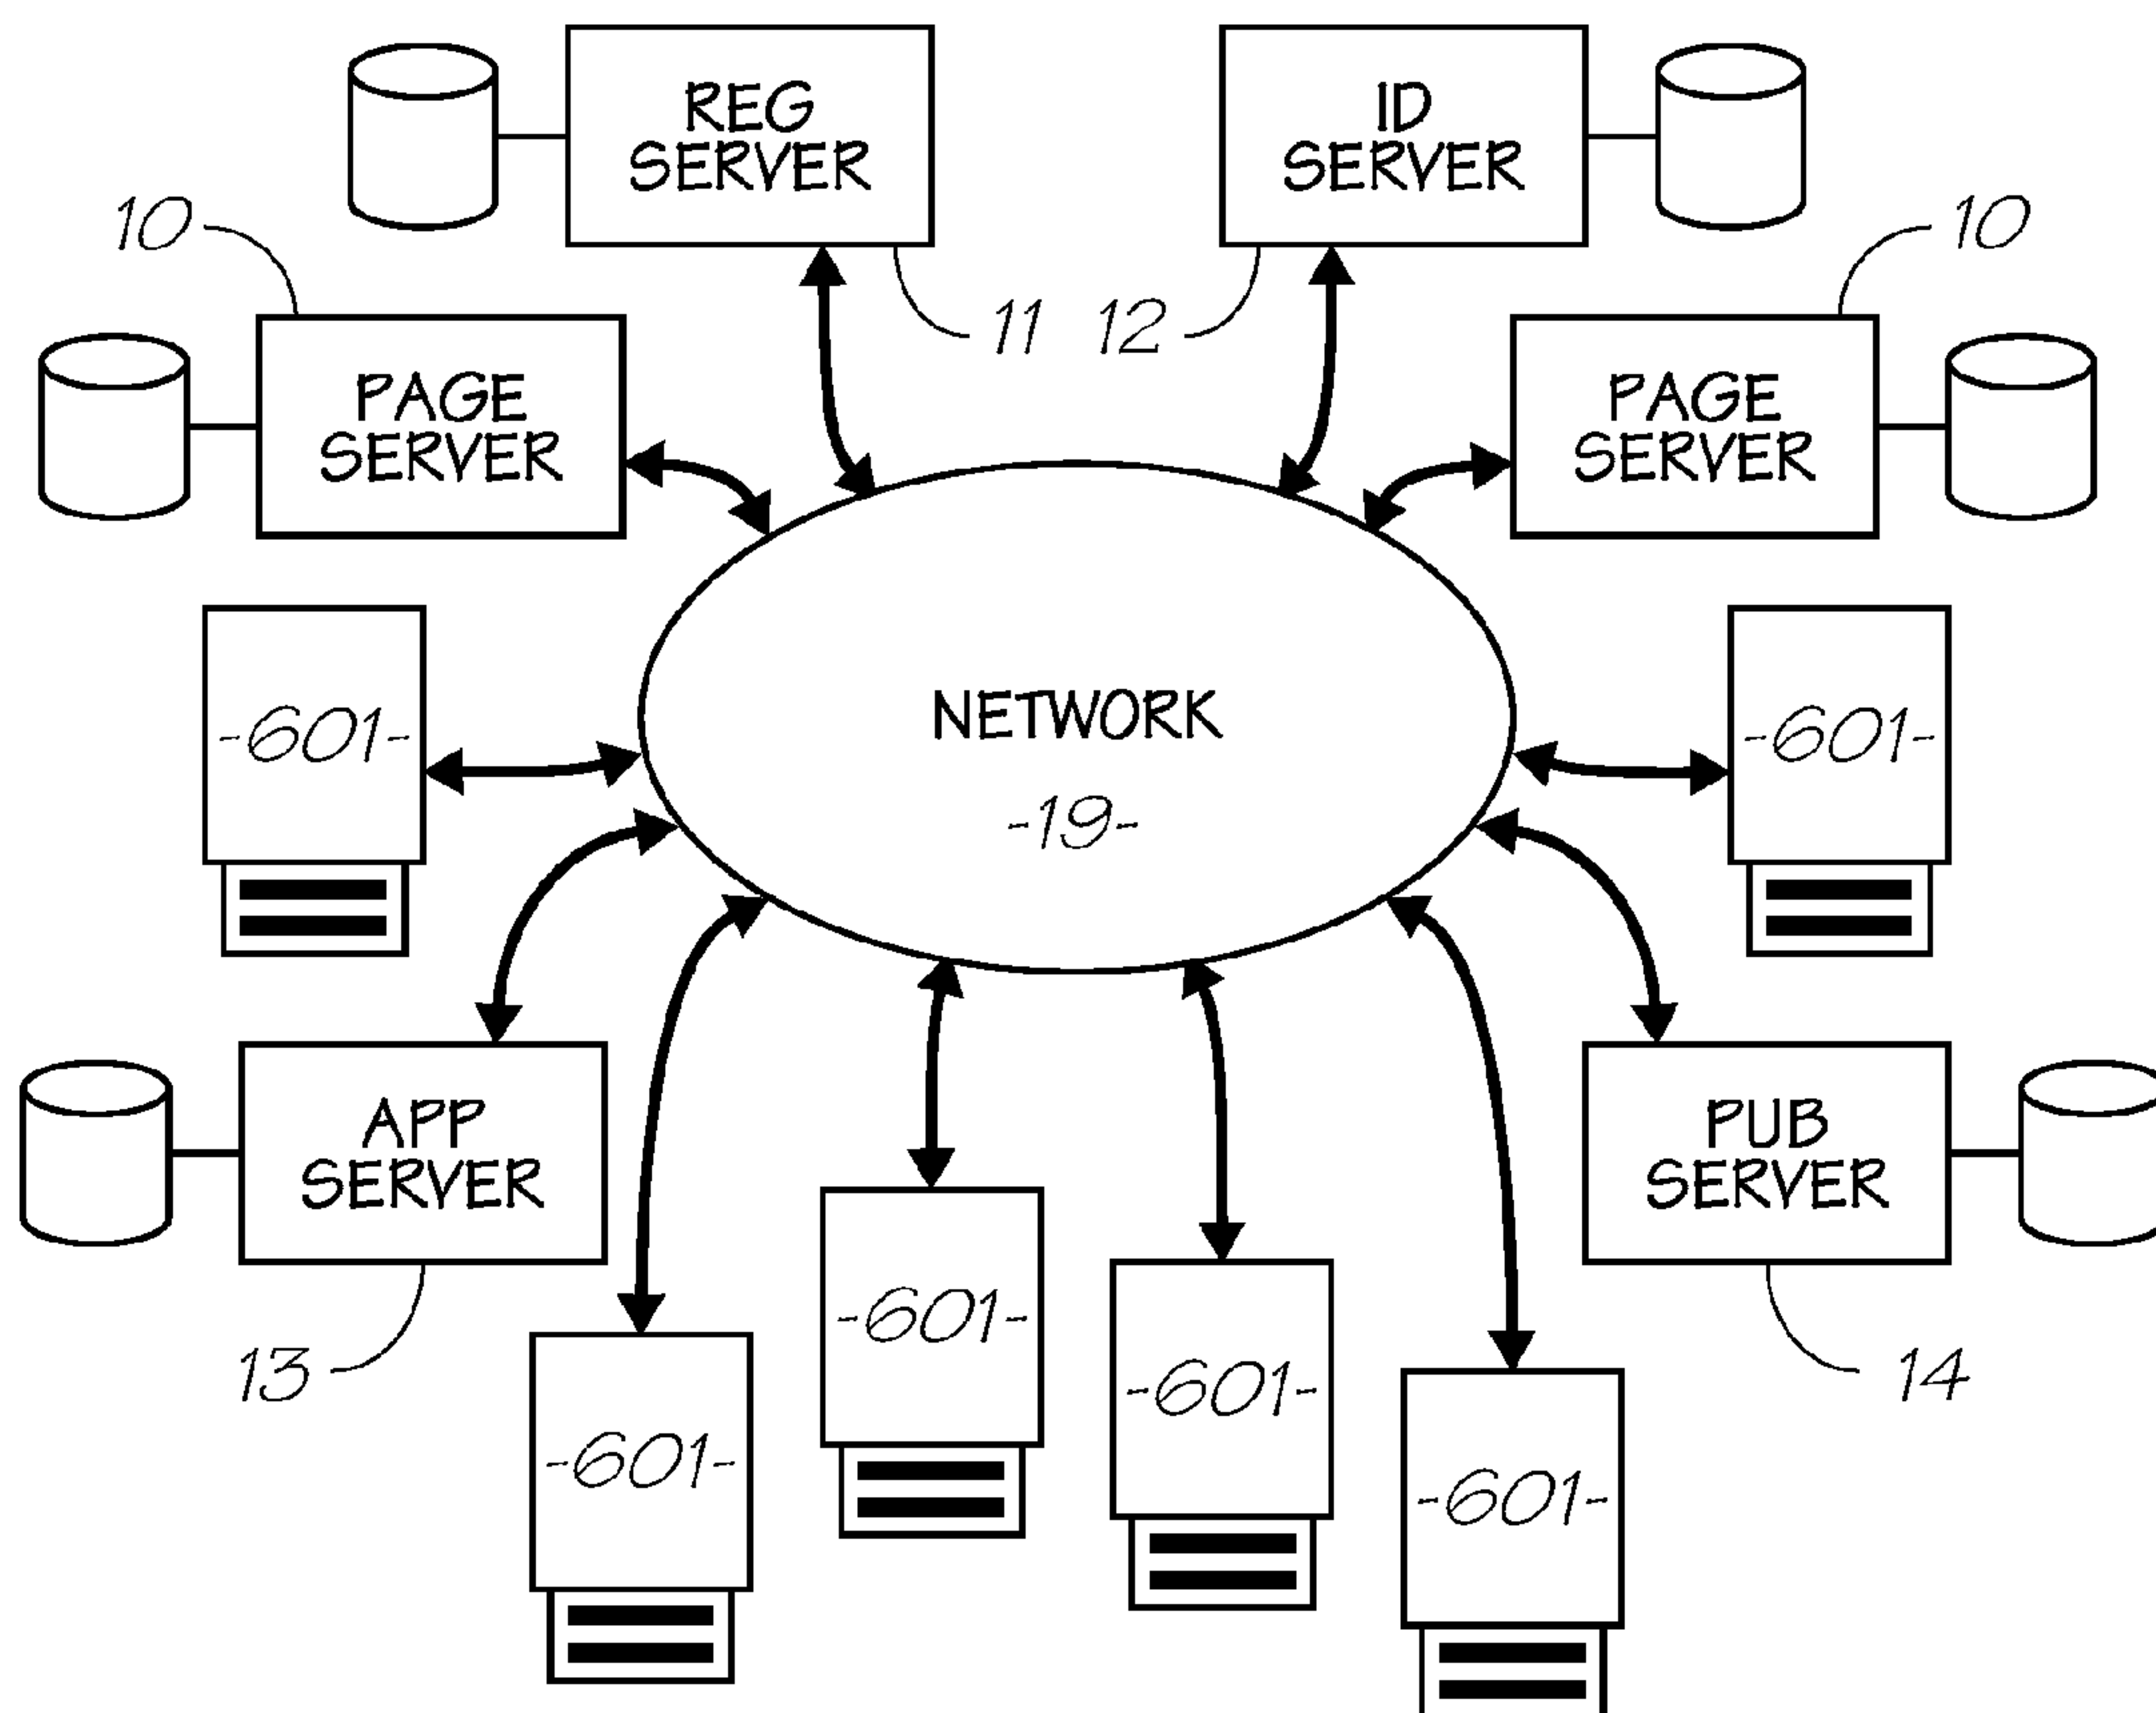 REG
SERVER
ID
SERVER
10
10
11
12
PAGE
SERVER
PAGE
SERVER
-601-
NETWORK
-19-
-601-
APP
SERVER
PUB
SERVER
13
-601-
-601-
-601-
-601-
14